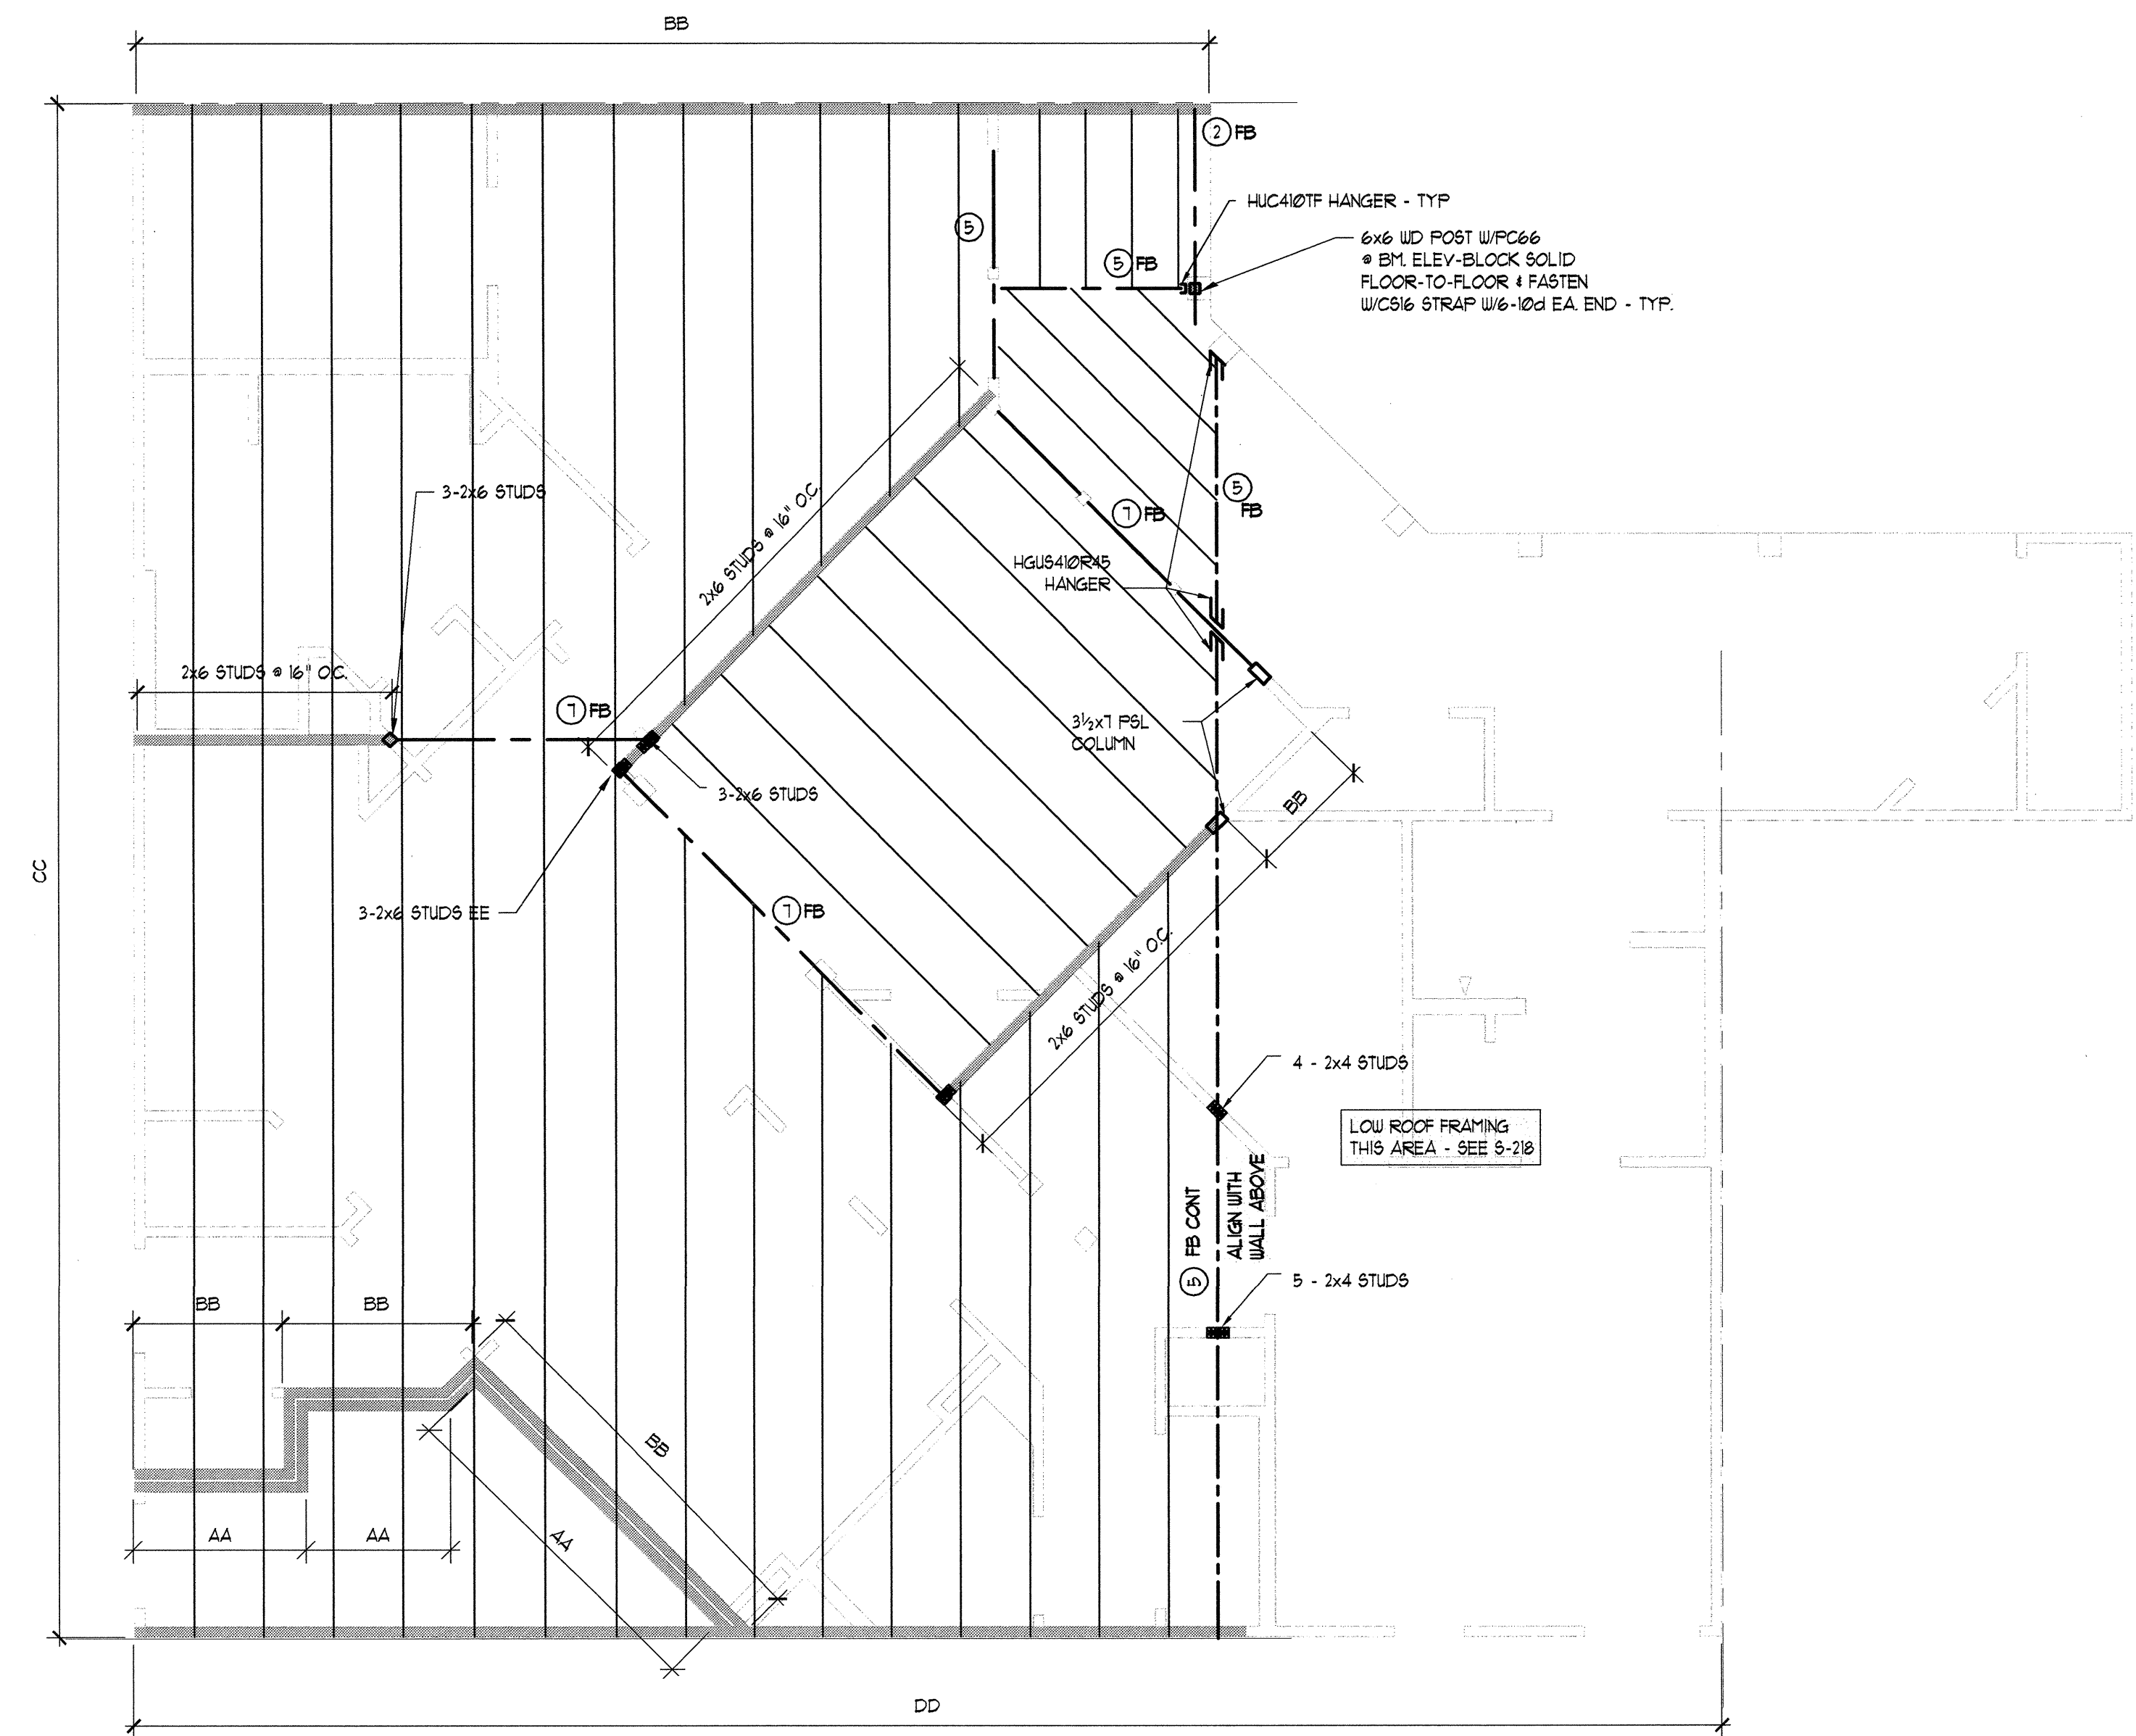 BB
CC
2 FB
HUC410TF HANGER - TYP
5
6x6 WD POST W/PC66
@ BM. ELEV-BLOCK SOLID
FLOOR-TO-FLOOR & FASTEN
W/CS16 STRAP W/6-10d EA. END - TYP.
5 FB
3-2x6 STUDS
2x6 STUDS @ 16" O.C.
5
FB
7 FB
HGUS410R45
HANGER
2x6 STUDS @ 16" O.C.
7 FB
3½x7 PSL
COLUMN
3-2x6 STUDS
BB
3-2x6 STUDS EE
7 FB
2x6 STUDS @ 16" O.C.
4 - 2x4 STUDS
LOW ROOF FRAMING
THIS AREA - SEE S-218
5 FB CONT
ALIGN WITH
WALL ABOVE
5 - 2x4 STUDS
BB
BB
BB
AA
AA
AA
DD